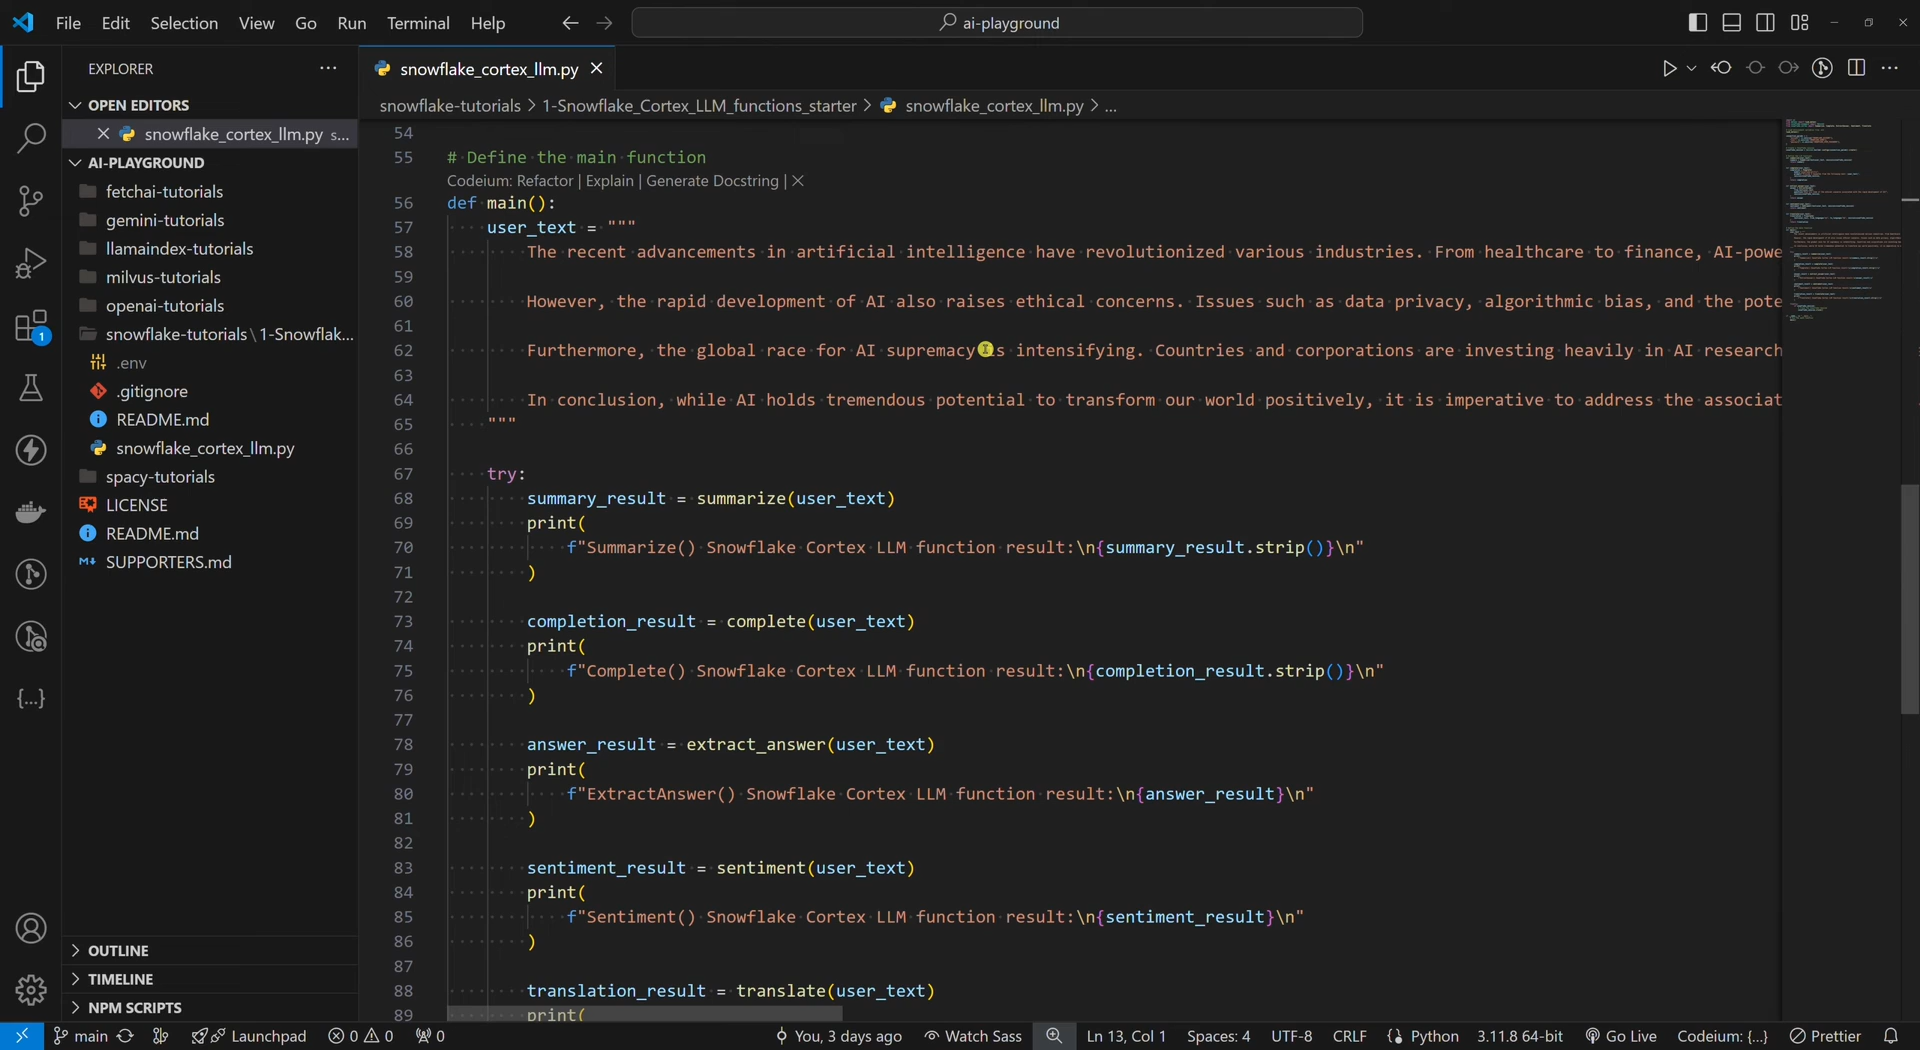 File Edit Selection View Go Run Terminal Help
ai-playground
EXPLORER
OPEN EDITORS
snowflake_cortex_llm.py s...
AI-PLAYGROUND
fetchai-tutorials
gemini-tutorials
llamaindex-tutorials
milvus-tutorials
openai-tutorials
snowflake-tutorials \ 1-Snowflak...
.env
.gitignore
README.md
snowflake_cortex_llm.py
spacy-tutorials
LICENSE
README.md
SUPPORTERS.md
OUTLINE
TIMELINE
NPM SCRIPTS
1
snowflake_cortex_llm.py
snowflake-tutorials > 1-Snowflake_Cortex_LLM_functions_starter > snowflake_cortex_llm.py > ...
54
55 # Define the main function
Codeium: Refactor | Explain | Generate Docstring | X
56 def main():
57 user_text = """
58 The recent advancements in artificial intelligence have revolutionized various industries. From healthcare to finance, AI-powe
59
60 However, the rapid development of AI also raises ethical concerns. Issues such as data privacy, algorithmic bias, and the pote
61
62 Furthermore, the global race for AI supremacy is intensifying. Countries and corporations are investing heavily in AI research
63
64 In conclusion, while AI holds tremendous potential to transform our world positively, it is imperative to address the associat
65 """
66
67 try:
68 summary_result = summarize(user_text)
69 print(
70 f"Summarize() Snowflake Cortex LLM function result:\n{summary_result.strip()}\n"
71 )
72
73 completion_result = complete(user_text)
74 print(
75 f"Complete() Snowflake Cortex LLM function result:\n{completion_result.strip()}\n"
76 )
77
78 answer_result = extract_answer(user_text)
79 print(
80 f"ExtractAnswer() Snowflake Cortex LLM function result:\n{answer_result}\n"
81 )
82
83 sentiment_result = sentiment(user_text)
84 print(
85 f"Sentiment() Snowflake Cortex LLM function result:\n{sentiment_result}\n"
86 )
87
88 translation_result = translate(user_text)
89 print(
main Launchpad 0 0 0 You, 3 days ago Watch Sass Ln 13, Col 1 Spaces: 4 UTF-8 CRLF Python 3.11.8 64-bit Go Live Codeium: {...} Prettier